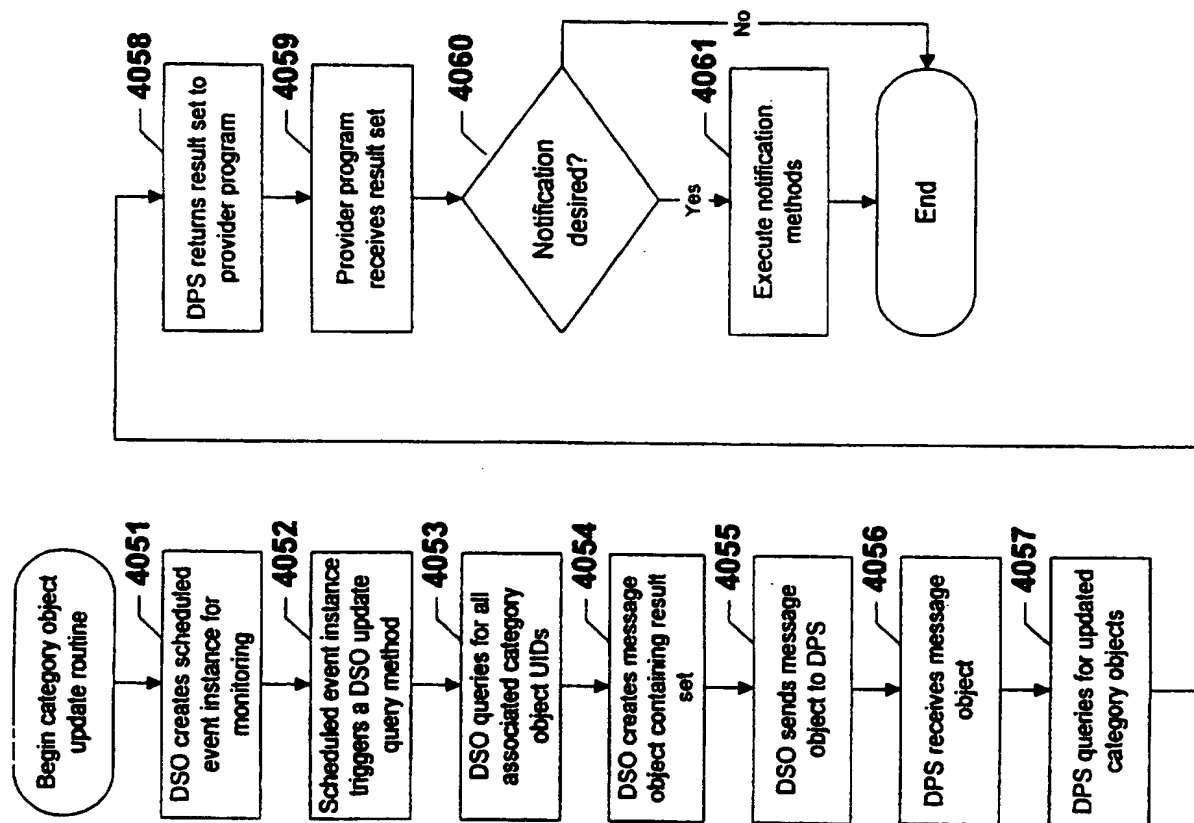 Begin category object
update routine
4051
DSO creates scheduled
event instance for
monitoring
4052
Scheduled event instance
triggers a DSO update
query method
4053
DSO queries for all
associated category
object UIDs
4054
DSO creates message
object containing result
set
4055
DSO sends message
object to DPS
4056
DPS receives message
object
4057
DPS queries for updated
category objects
4058
DPS returns result set to
provider program
4059
Provider program
receives result set
4060
Notification
desired?
No
Yes
4061
Execute notification
methods
End